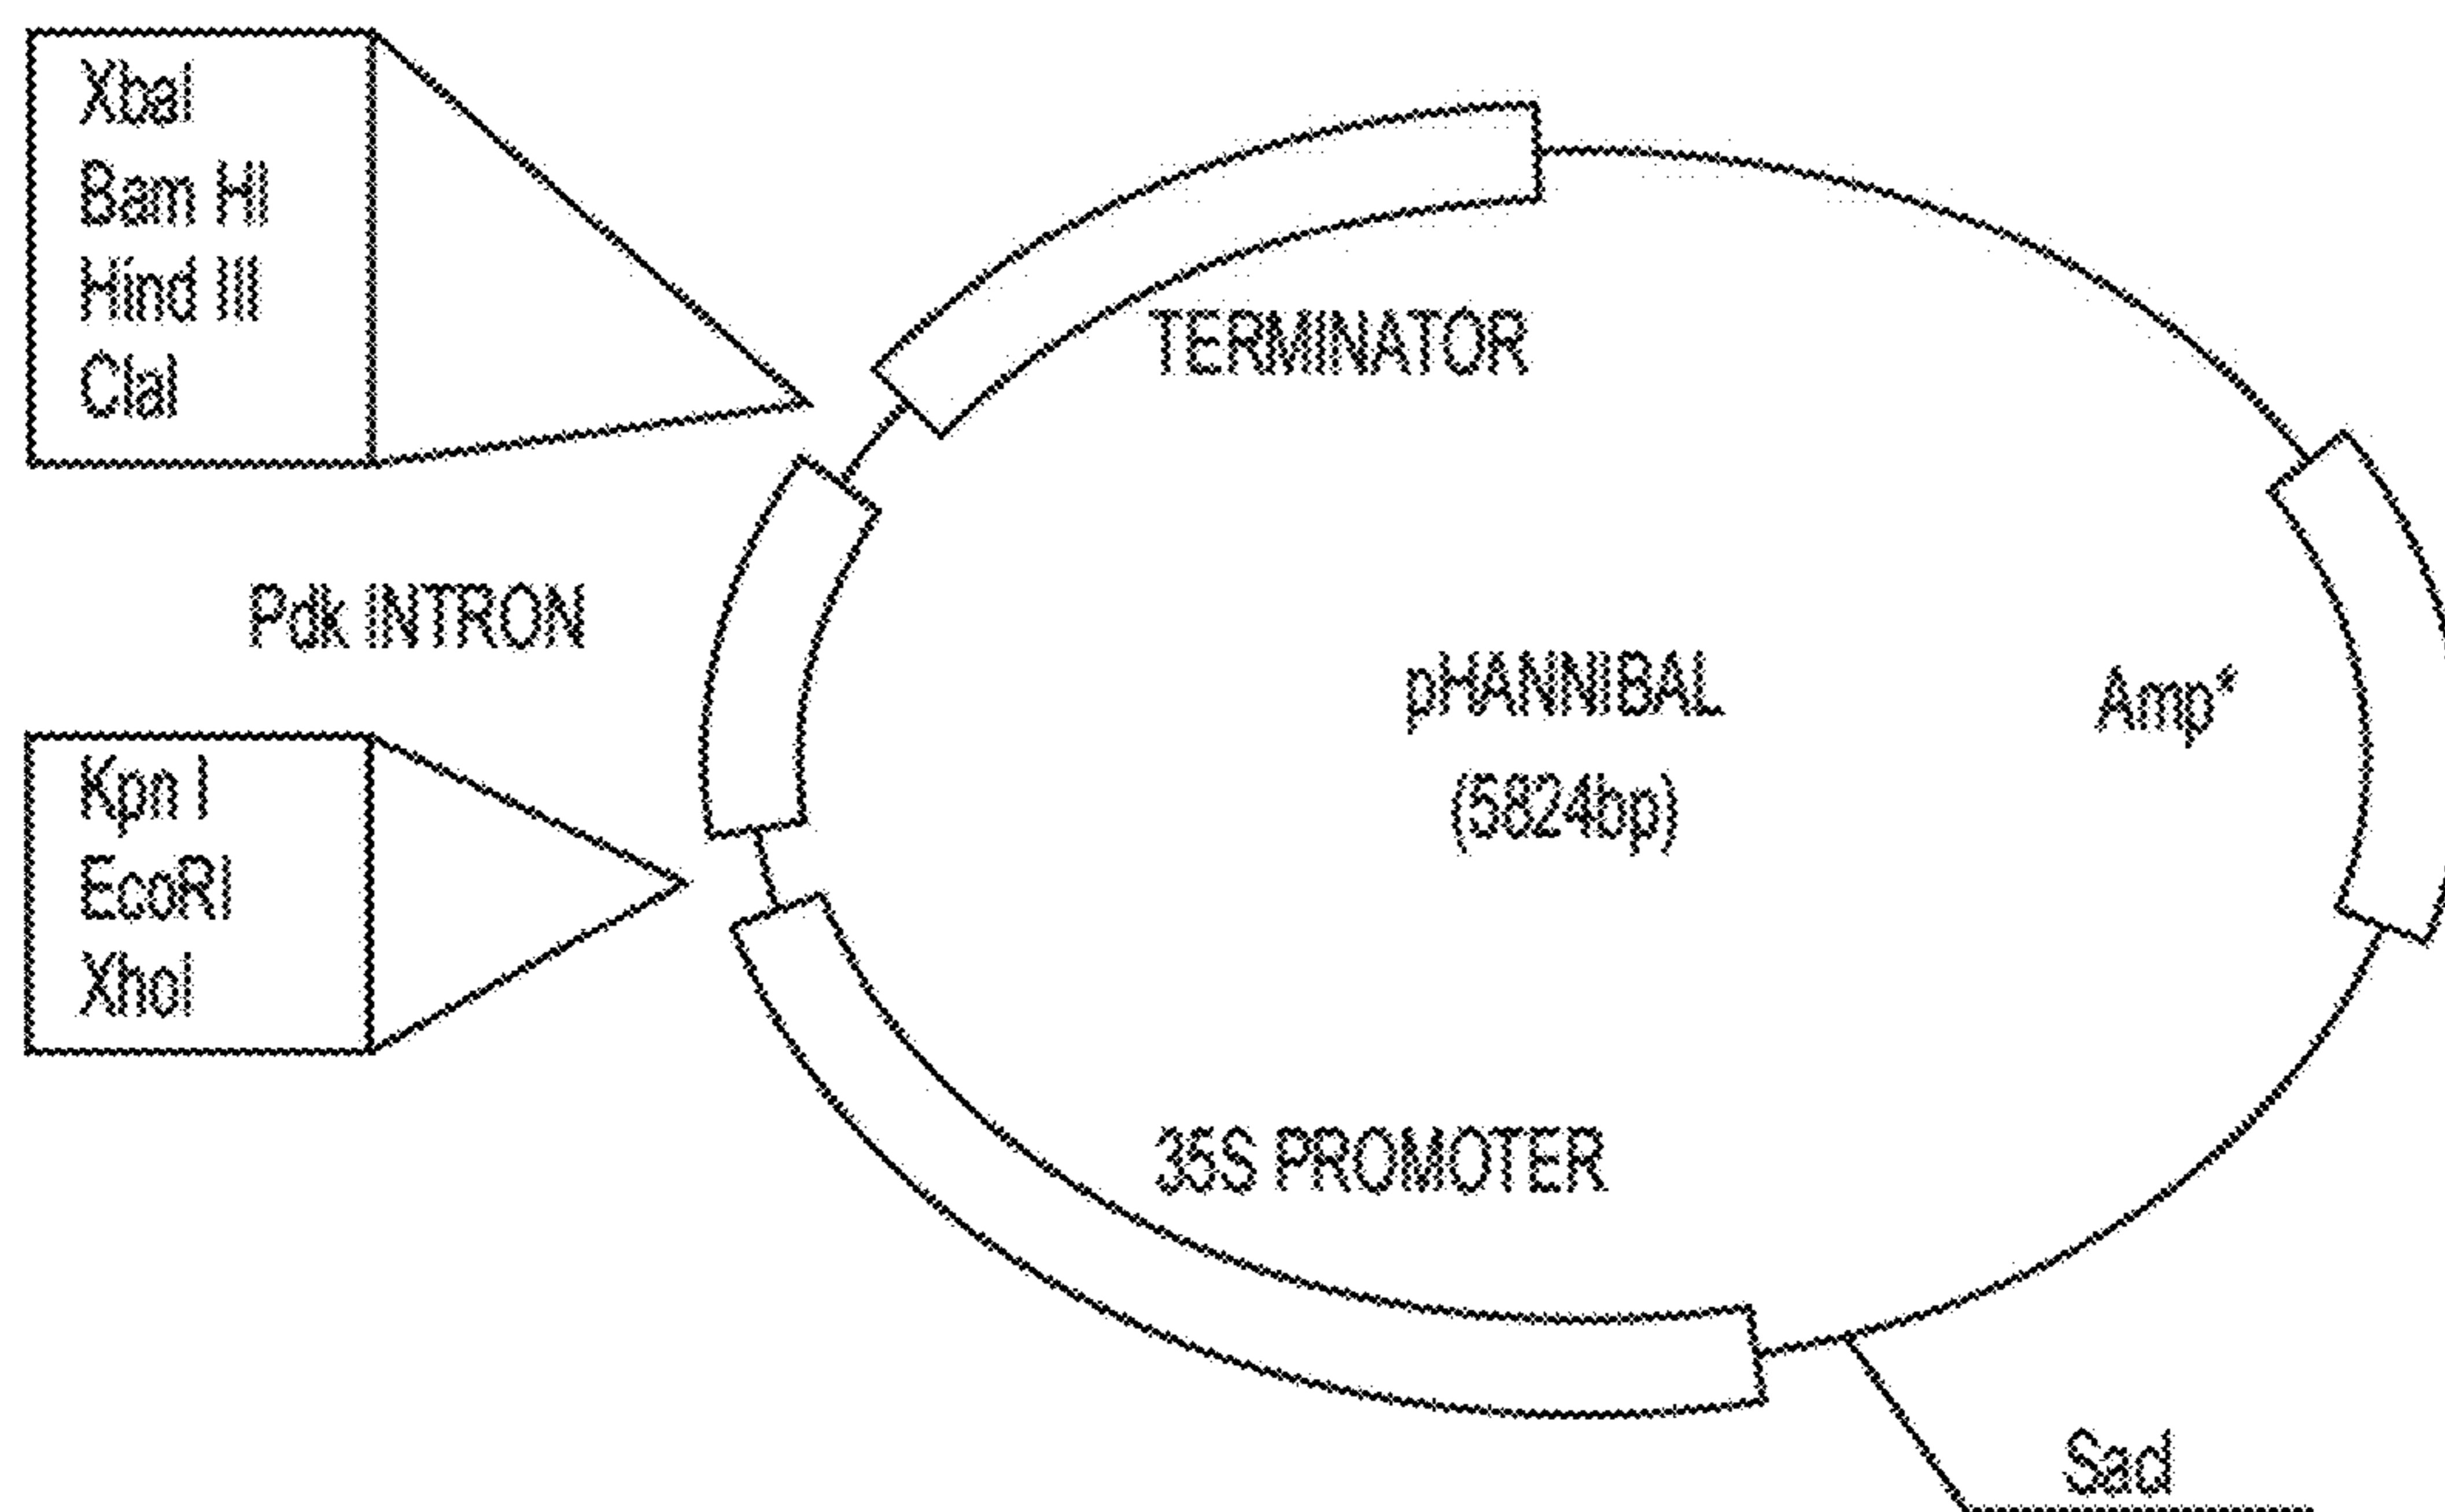 XbaI
Bam HI
Hind III
ClaI
TERMINATOR
Pdk INTRON
pHANNIBAL
(5824bp)
Amp*
Kpn I
EcoRI
XhoI
35S PROMOTER
SacI